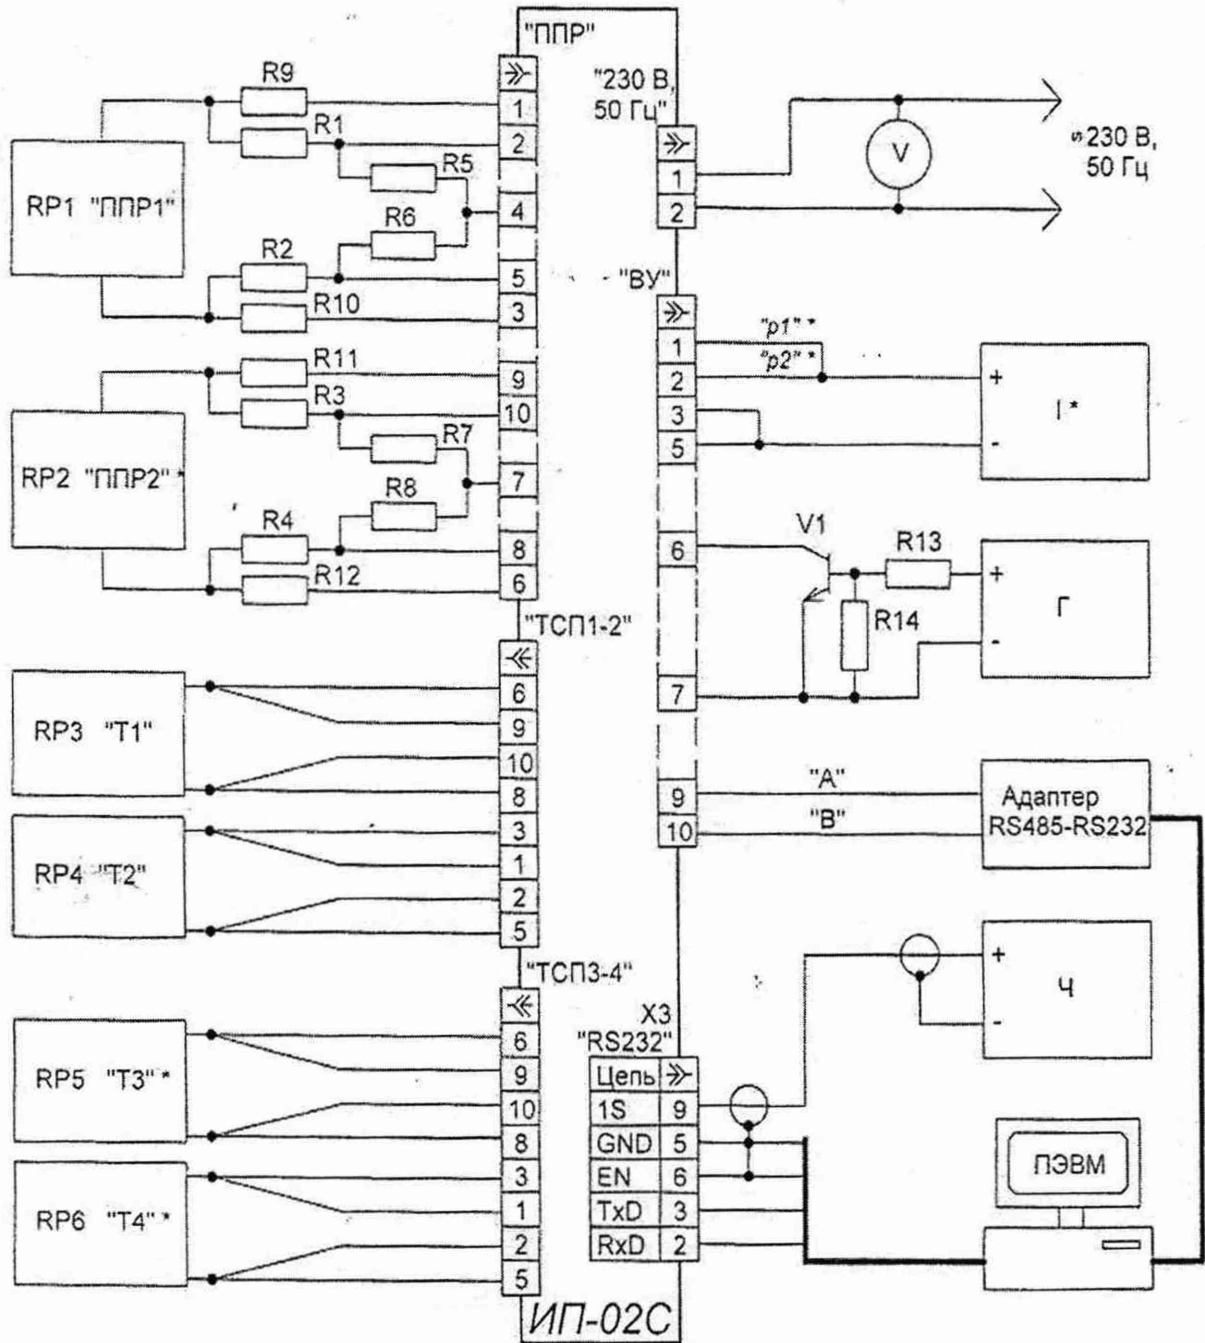 "ППР"
R9
1
R1
2
R5
RP1 "ППР1"
4
R6
R2
5
R10
3
R11
9
R3
10
R7
RP2 "ППР2" *
7
R8
R4
8
R12
6
"ТСП1-2"
6
RP3 "Т1"
9
10
8
3
RP4 "Т2"
1
2
5
"ТСП3-4"
6
RP5 "Т3" *
9
10
8
3
RP6 "Т4" *
1
2
5
"230 В,
50 Гц"
V
1
2
≈230 В,
50 Гц
"ВУ"
"р1" *
1
"р2" *
2
+
I *
3
5
-
V1
6
R13
+
Г
R14
-
7
"А"
9
Адаптер
RS485-RS232
"В"
10
+
Ч
-
X3
"RS232"
Цепь
1S 9
GND 5
EN 6
TxD 3
RxD 2
ПЭВМ
ИП-02С